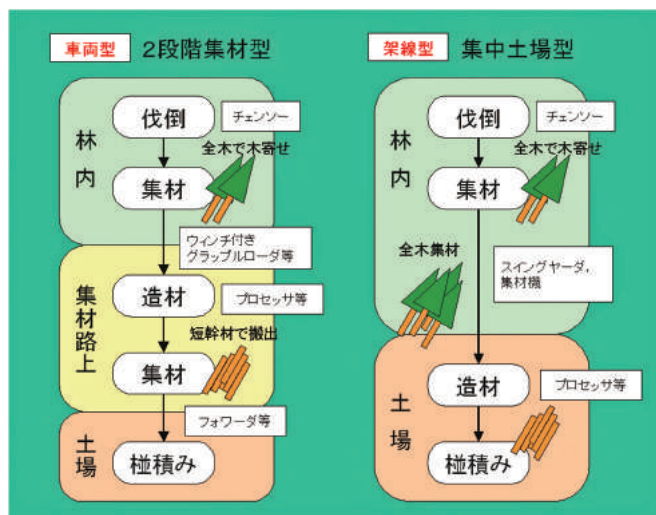 車両型 2段階集材型
林内
伐倒
チェンソー
全木で木寄せ
集材
ウィンチ付き
グラップルローダ等
集材路上
造材
プロセッサ等
短幹材で搬出
集材
フォワーダ等
土場
椪積み
架線型 集中土場型
林内
伐倒
チェンソー
全木で木寄せ
集材
全木集材
スイングヤーダ，
集材機
土場
造材
プロセッサ等
椪積み